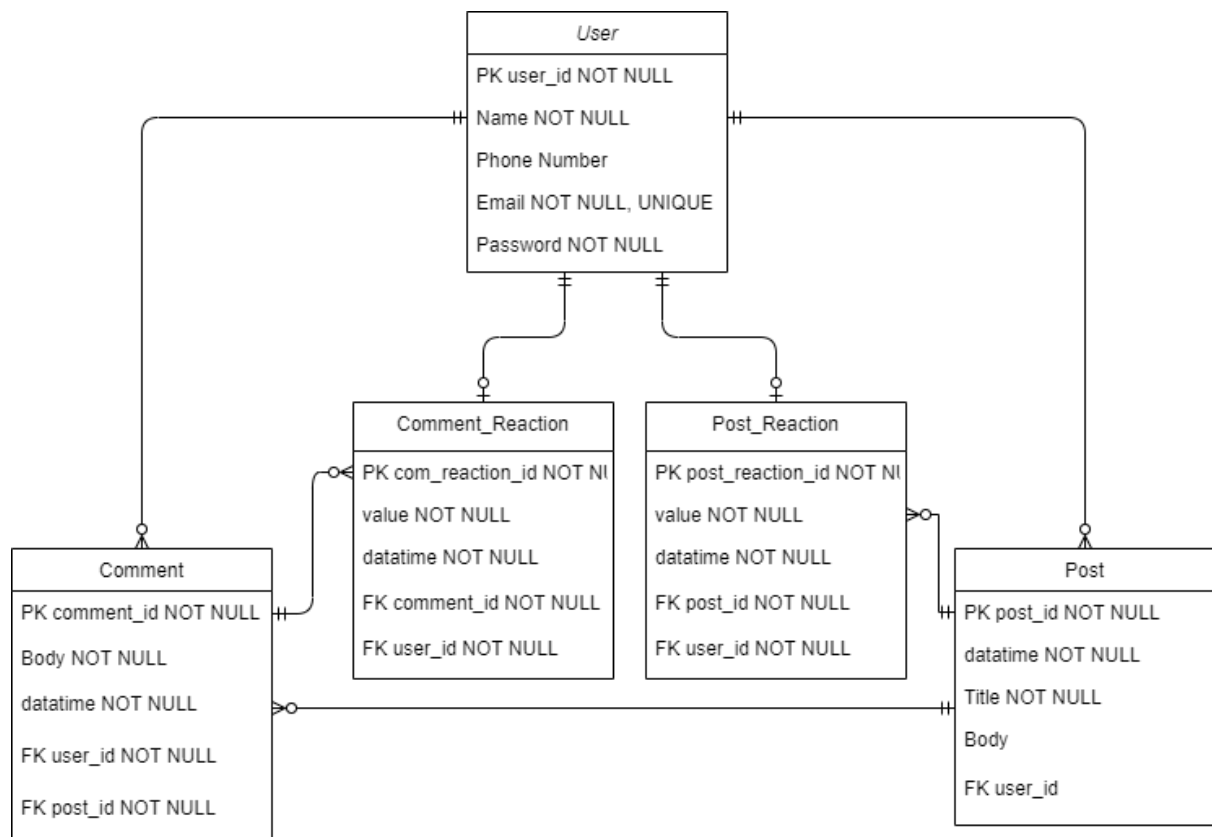 User
PK user_id NOT NULL
Name NOT NULL
Phone Number
Email NOT NULL, UNIQUE
Password NOT NULL
Comment_Reaction
PK com_reaction_id NOT NU
value NOT NULL
datatime NOT NULL
FK comment_id NOT NULL
FK user_id NOT NULL
Post_Reaction
PK post_reaction_id NOT NU
value NOT NULL
datatime NOT NULL
FK post_id NOT NULL
FK user_id NOT NULL
Comment
PK comment_id NOT NULL
Body NOT NULL
datatime NOT NULL
FK user_id NOT NULL
FK post_id NOT NULL
Post
PK post_id NOT NULL
datatime NOT NULL
Title NOT NULL
Body
FK user_id